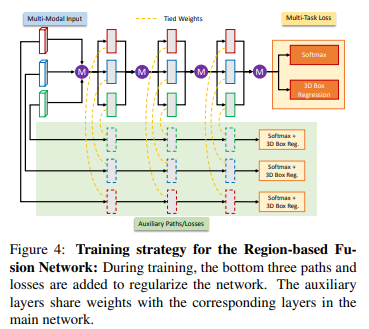 Multi-Modal Input
Tied Weights
Multi-Task Loss
M
M
M
M
Softmax
3D Box
Regression
Softmax +
3D Box Reg.
Softmax +
3D Box Reg.
Softmax +
3D Box Reg.
Auxiliary Paths/Losses
Figure 4: Training strategy for the Region-based Fu-
sion Network: During training, the bottom three paths and
losses are added to regularize the network. The auxiliary
layers share weights with the corresponding layers in the
main network.